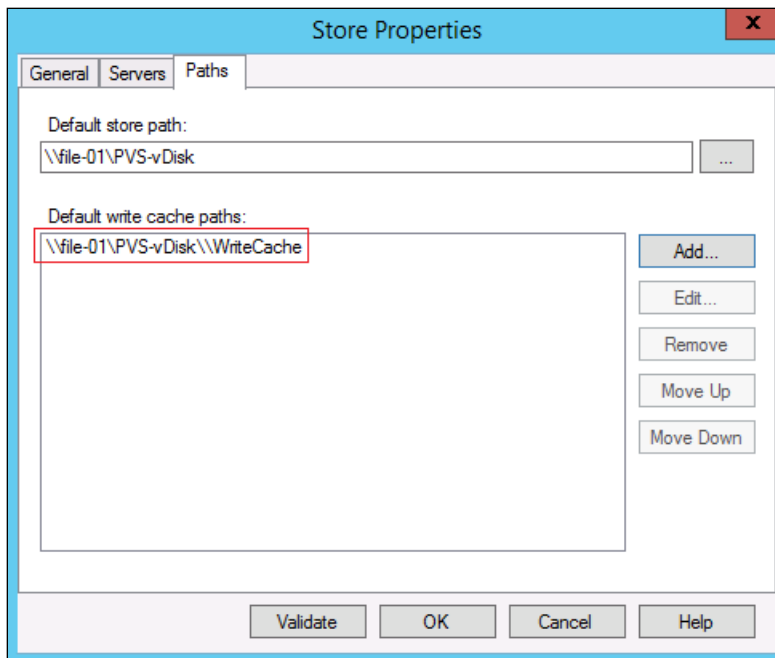 Store Properties
x
General Servers Paths
Default store path:
\\file-01\PVS-vDisk
...
Default write cache paths:
\\file-01\PVS-vDisk\\WriteCache
Add...
Edit...
Remove
Move Up
Move Down
Validate OK Cancel Help